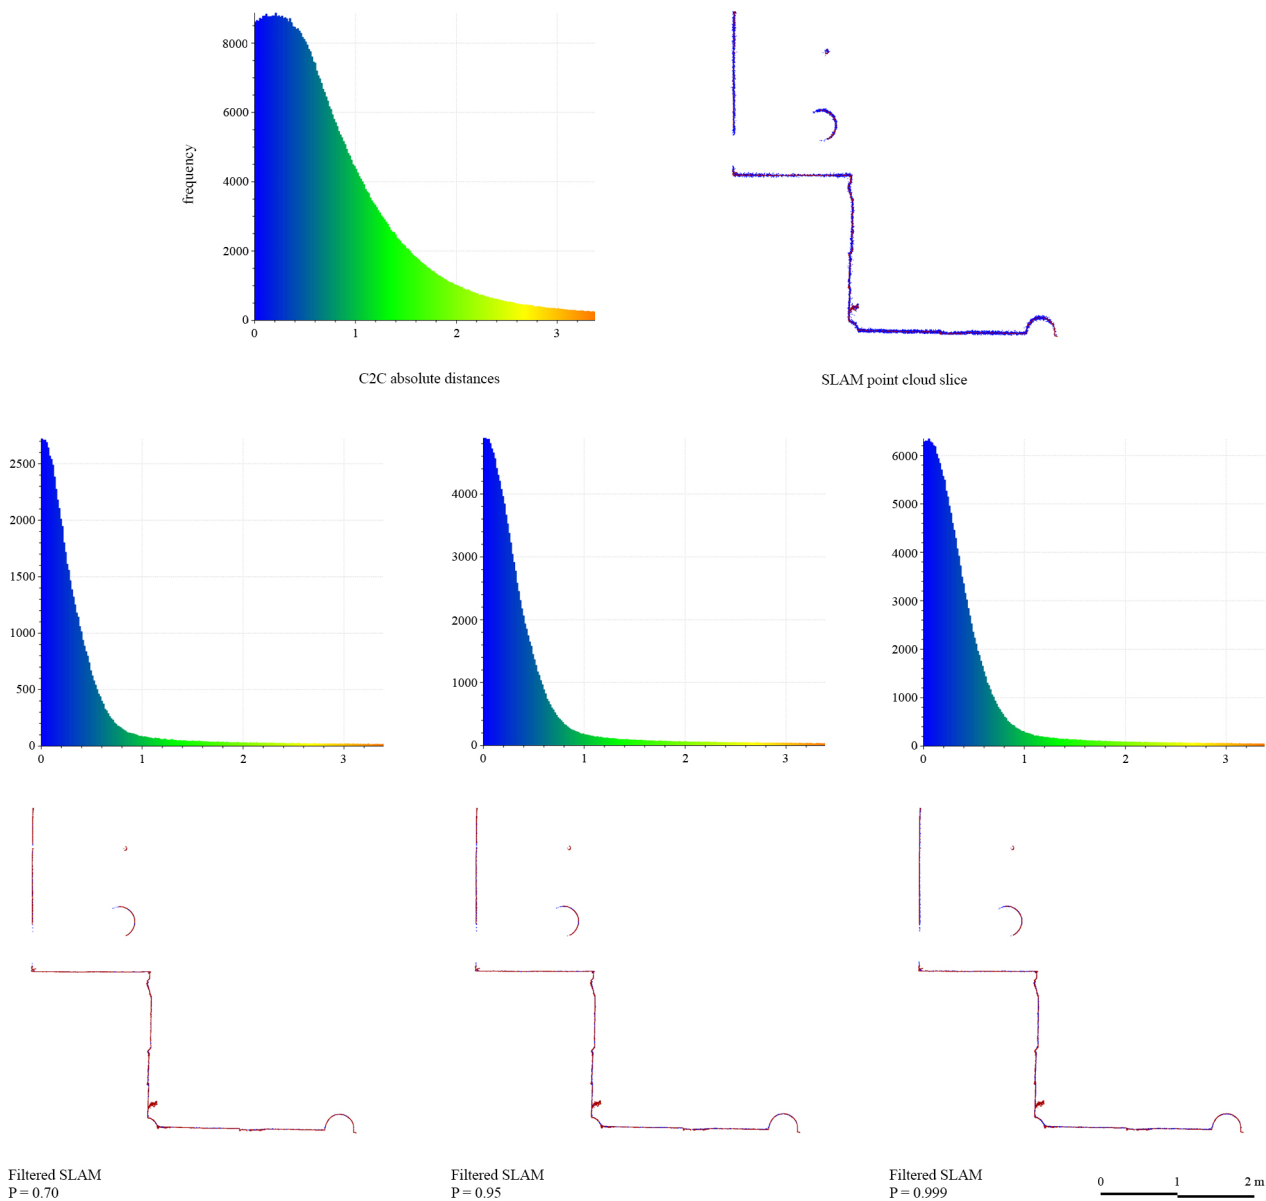 8000
6000
4000
2000
0
frequency
0 1 2 3
C2C absolute distances
SLAM point cloud slice
2500
2000
1500
1000
500
0
0 1 2 3
4000
3000
2000
1000
0
0 1 2 3
6000
5000
4000
3000
2000
1000
0
0 1 2 3
Filtered SLAM
P = 0.70
Filtered SLAM
P = 0.95
Filtered SLAM
P = 0.999
0 1 2 m